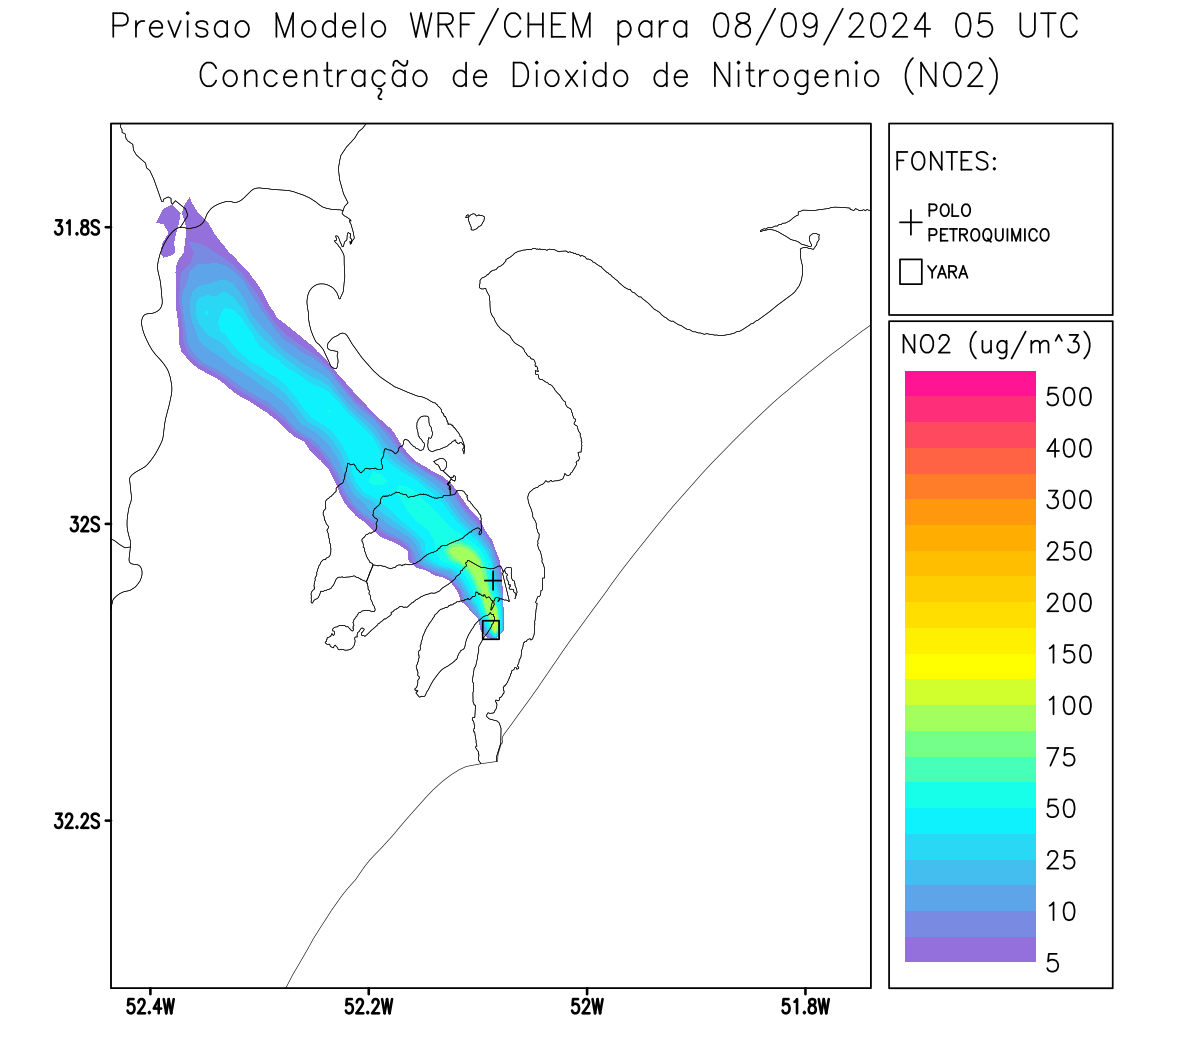 Previsao Modelo WRF/CHEM para 08/09/2024 05 UTC
Concentração de Dioxido de Nitrogenio (NO2)
FONTES:
POLO
PETROQUIMICO
YARA
NO2 (ug/m^3)
500
400
300
250
200
150
100
75
50
25
10
5
31.8S
32S
32.2S
52.4W
52.2W
52W
51.8W